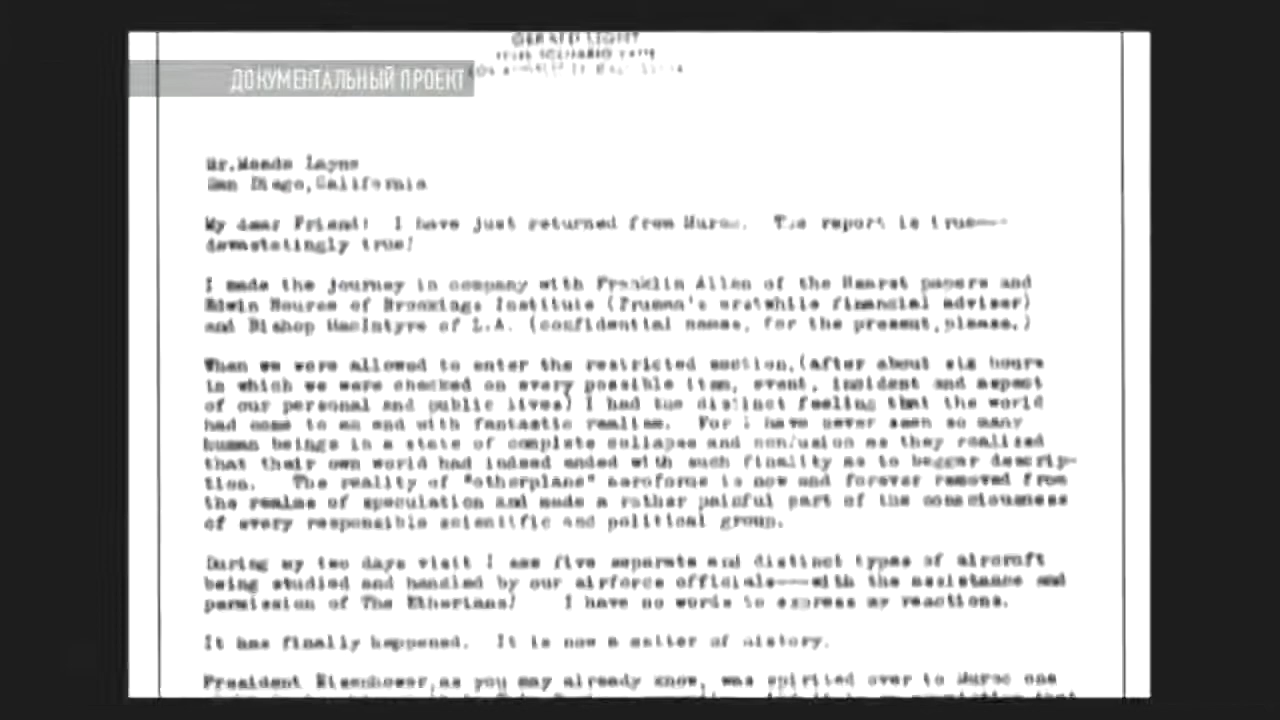 GERALD LIGHT
ДОКУМЕНТАЛЬНЫЙ ПРОЕКТ
Mr.Meade Layne
San Diego,California
My dear Friend: I have just returned from Muroc. The report is true----
devastatingly true!
I made the journey in company with Franklin Allen of the Hearst papers and
Edwin Nourse of Brookings Institute (Truman's erstwhile financial adviser)
and Bishop MacIntyre of L.A. (confidential names, for the present,please.)
When we were allowed to enter the restricted section,(after about six hours
in which we were checked on every possible item, event, incident and aspect
of our personal and public lives) I had the distinct feeling that the world
had come to an end with fantastic realism. For I have never seen so many
human beings in a state of complete collapse and confusion as they realized
that their own world had indeed ended with such finality as to beggar descrip-
tion. The reality of "otherplane" aeroforms is now and forever removed from
the realms of speculation and made a rather painful part of the consciousness
of every responsible scientific and political group.
During my two days visit I saw five separate and distinct types of aircraft
being studied and handled by our airforce officials----with the assistance and
permission of The Etherians! I have no words to express my reactions.
It has finally happened. It is now a matter of history.
President Eisenhower,as you may already know, was spirited over to Muroc one